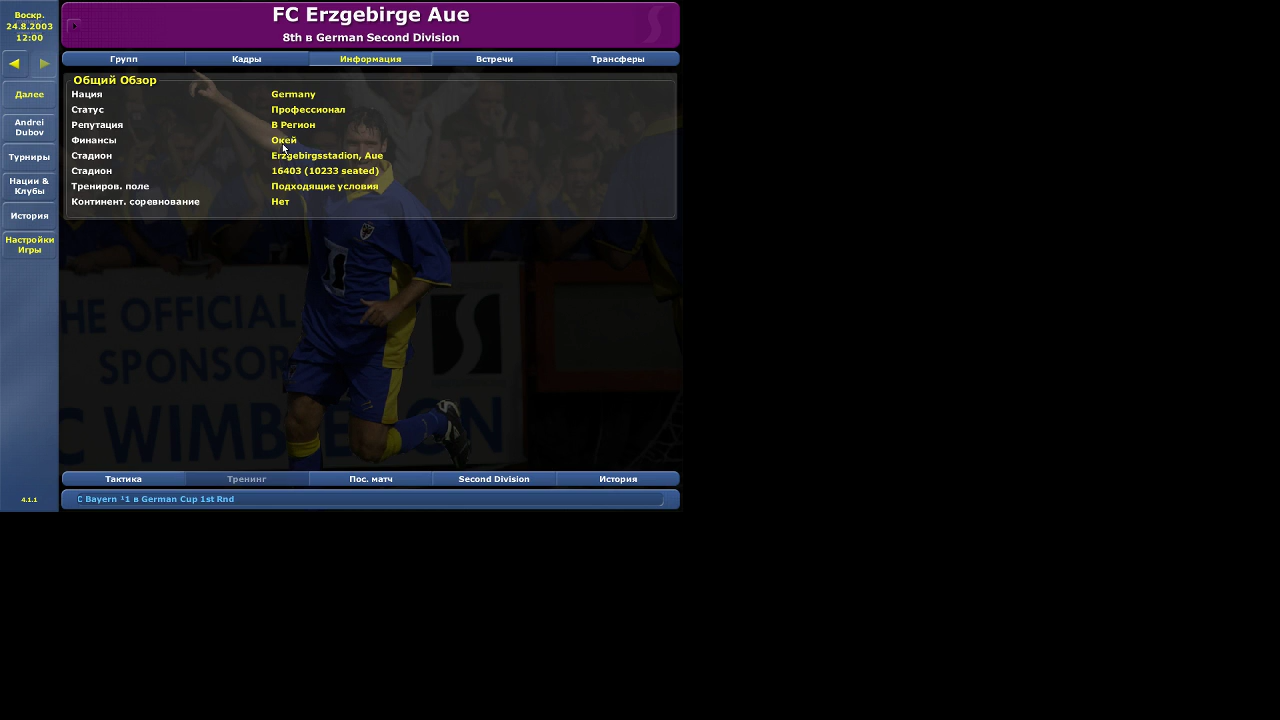 Воскр.
24.8.2003
12:00
FC Erzgebirge Aue
8th в German Second Division
Групп
Кадры
Информация
Встречи
Трансферы
Далее
Andrei
Dubov
Турниры
Нации &
Клубы
История
Настройки
Игры
Общий Обзор
Нация Germany
Статус Профессионал
Репутация В Регион
Финансы Окей
Стадион Erzgebirgsstadion, Aue
Стадион 16403 (10233 seated)
Трениров. поле Подходящие условия
Континент. соревнование Нет
HE OFFICIAL
SPONSOR
C WIMB
ON
Тактика
Тренинг
Пос. матч
Second Division
История
4.1.1
C Bayern ¹1 в German Cup 1st Rnd